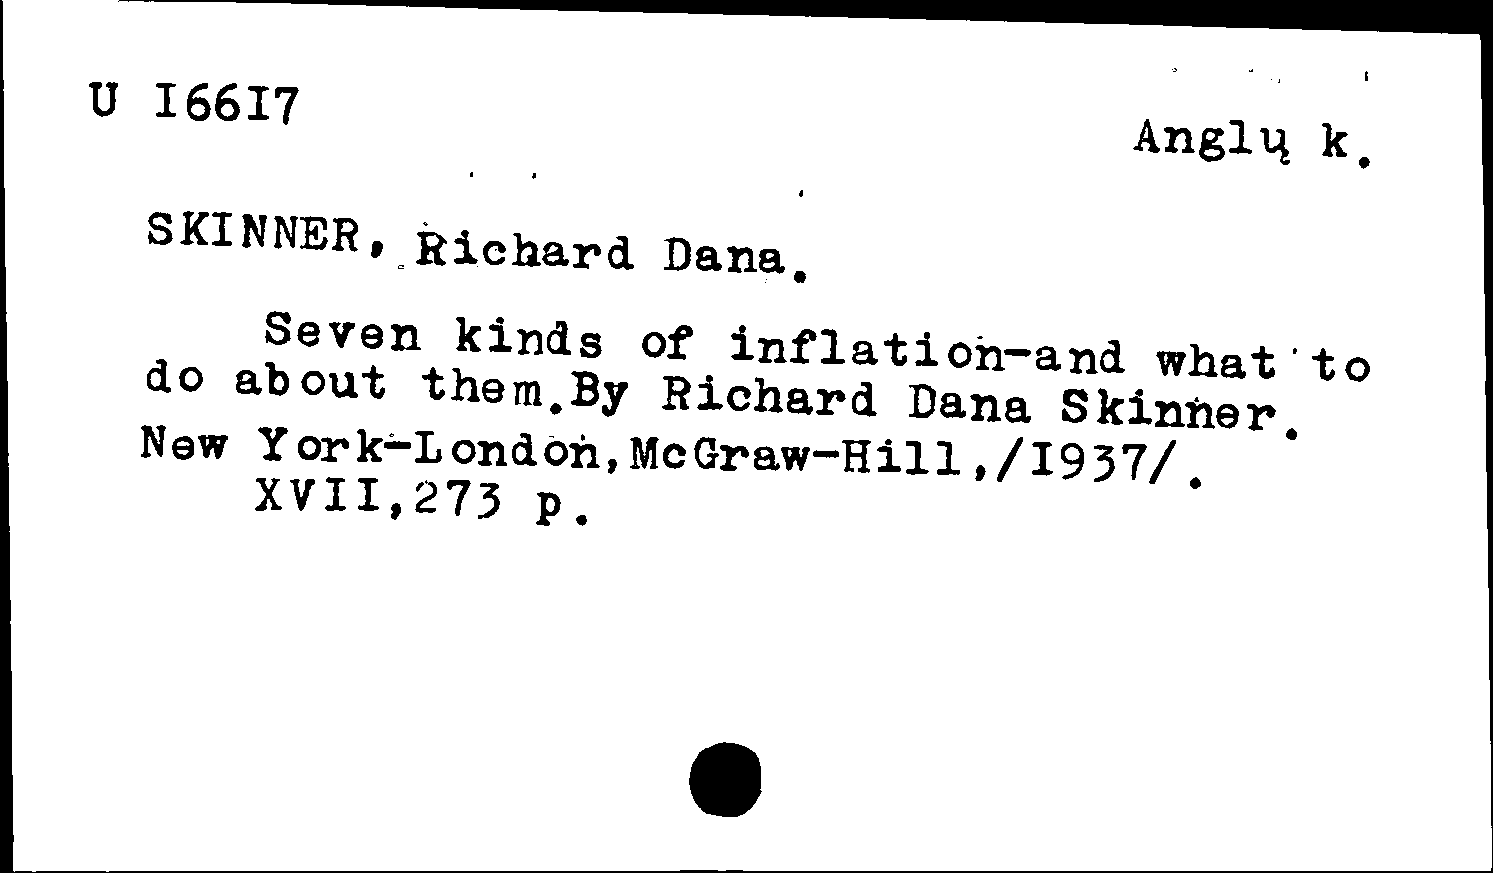 U I66I7
Anglų k.
SKINNER, Richard Dana.
Seven kinds of inflation-and what to
do about them.By Richard Dana Skinner.
New York-London,McGraw-Hill,/I937/.
XVII,273 p.